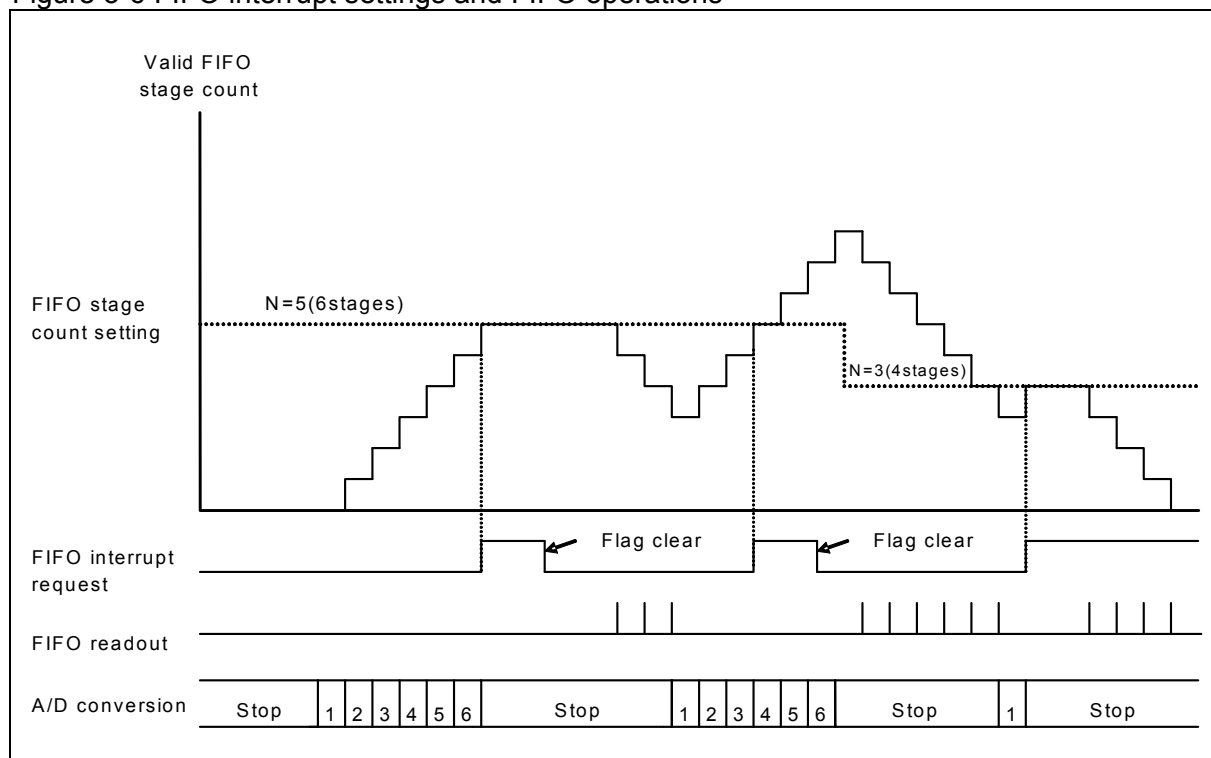 Figure 3-6 FIFO interrupt settings and FIFO operations
Valid FIFO
stage count
FIFO stage
count setting
N=5(6stages)
N=3(4stages)
FIFO interrupt
request
Flag clear
Flag clear
FIFO readout
A/D conversion
Stop 1 2 3 4 5 6 Stop 1 2 3 4 5 6 Stop 1 Stop